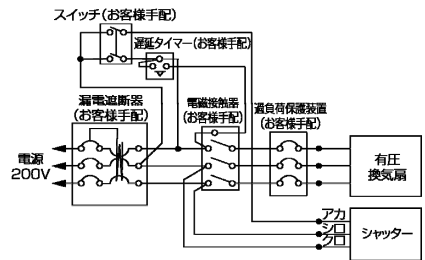 スイッチ(お客様手配)
遅延タイマー(お客様手配)
漏電遮断器
(お客様手配)
電磁接触器
(お客様手配)
過負荷保護装置
(お客様手配)
電源
200V
有圧
換気扇
アカ
シロ
クロ
シャッター